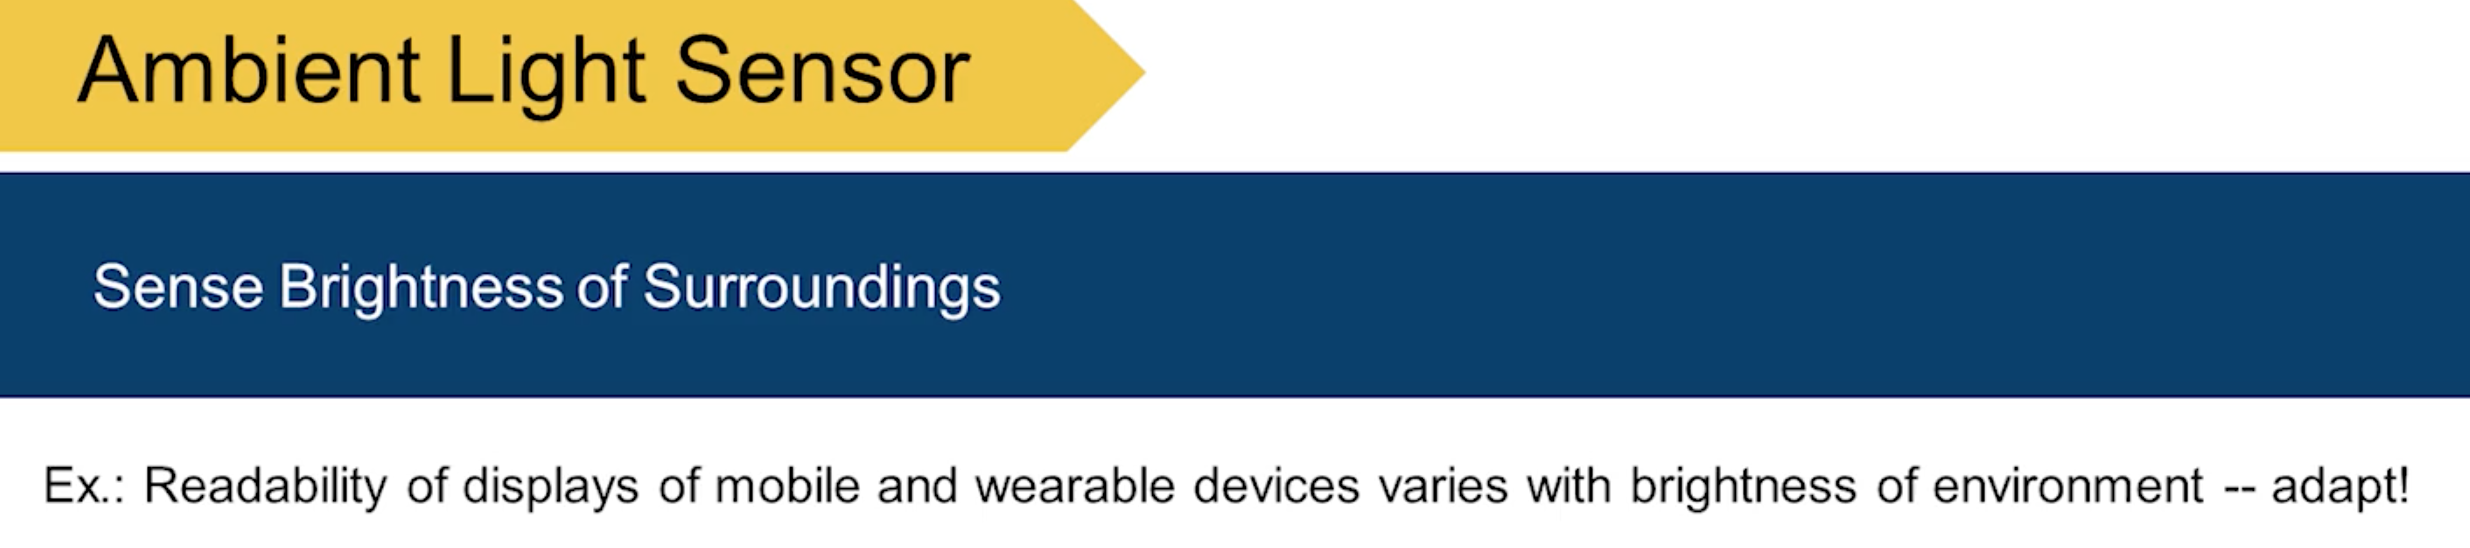 Ambient Light Sensor
Sense Brightness of Surroundings
Ex.: Readability of displays of mobile and wearable devices varies with brightness of environment -- adapt!